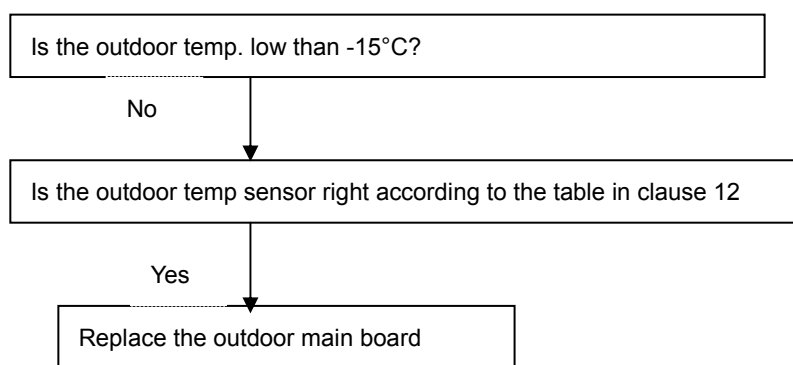 Is the outdoor temp. low than -15°C?
No
Is the outdoor temp sensor right according to the table in clause 12
Yes
Replace the outdoor main board